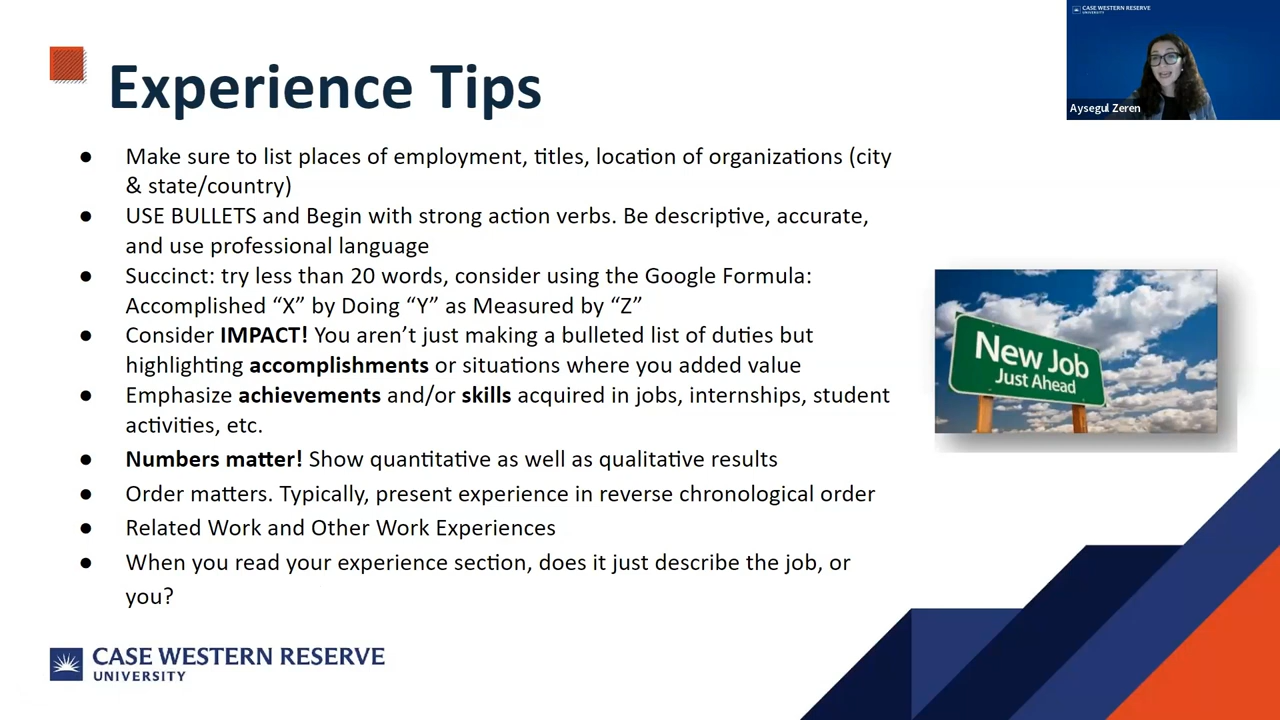 Experience Tips
CASE WESTERN RESERVE
UNIVERSITY
Aysegul Zeren
● Make sure to list places of employment, titles, location of organizations (city
& state/country)
● USE BULLETS and Begin with strong action verbs. Be descriptive, accurate,
and use professional language
● Succinct: try less than 20 words, consider using the Google Formula:
Accomplished “X” by Doing “Y” as Measured by “Z”
● Consider IMPACT! You aren’t just making a bulleted list of duties but
highlighting accomplishments or situations where you added value
● Emphasize achievements and/or skills acquired in jobs, internships, student
activities, etc.
● Numbers matter! Show quantitative as well as qualitative results
● Order matters. Typically, present experience in reverse chronological order
● Related Work and Other Work Experiences
● When you read your experience section, does it just describe the job, or
you?
New Job
Just Ahead
CASE WESTERN RESERVE
UNIVERSITY